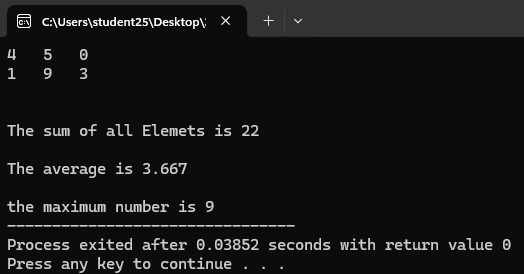 C:\Users\student25\Desktop\
4 5 0
1 9 3
The sum of all Elemets is 22
The average is 3.667
the maximum number is 9
--------------------------------
Process exited after 0.03852 seconds with return value 0
Press any key to continue . . .